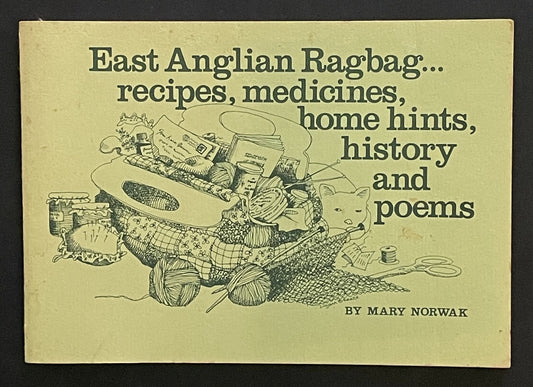 East Anglian Ragbag...
recipes, medicines,
home hints,
history
and
poems
BY MARY NORWAK